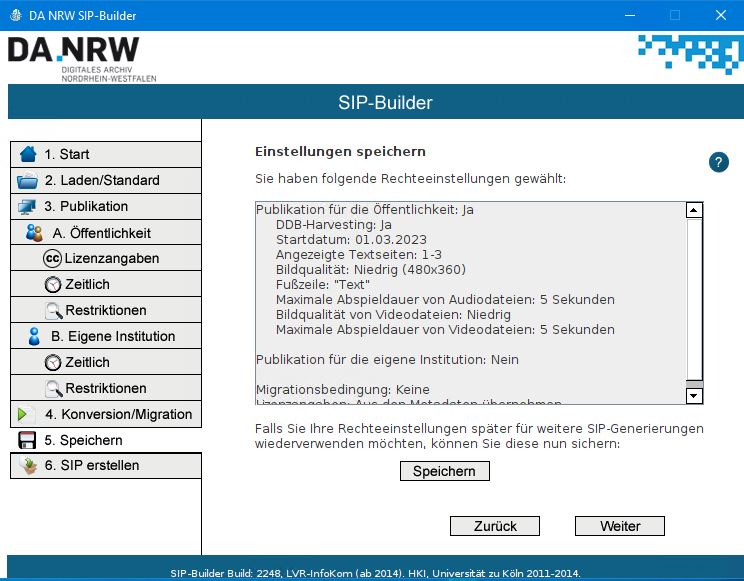 DA NRW SIP-Builder
DA.NRW
DIGITALES ARCHIV
NORDRHEIN-WESTFALEN
SIP-Builder
1. Start
2. Laden/Standard
3. Publikation
A. Öffentlichkeit
cc Lizenzangaben
Zeitlich
Restriktionen
B. Eigene Institution
Zeitlich
Restriktionen
4. Konversion/Migration
5. Speichern
6. SIP erstellen
Einstellungen speichern
?
Sie haben folgende Rechteeinstellungen gewählt:
Publikation für die Öffentlichkeit: Ja
DDB-Harvesting: Ja
Startdatum: 01.03.2023
Angezeigte Textseiten: 1-3
Bildqualität: Niedrig (480x360)
Fußzeile: "Text"
Maximale Abspieldauer von Audiodateien: 5 Sekunden
Bildqualität von Videodateien: Niedrig
Maximale Abspieldauer von Videodateien: 5 Sekunden
Publikation für die eigene Institution: Nein
Migrationsbedingung: Keine
Lizenzangaben: Aus den Metadaten übernehmen
Falls Sie Ihre Rechteeinstellungen später für weitere SIP-Generierungen
wiederverwenden möchten, können Sie diese nun sichern:
Speichern
Zurück
Weiter
SIP-Builder Build: 2248, LVR-InfoKom (ab 2014). HKI, Universität zu Köln 2011-2014.